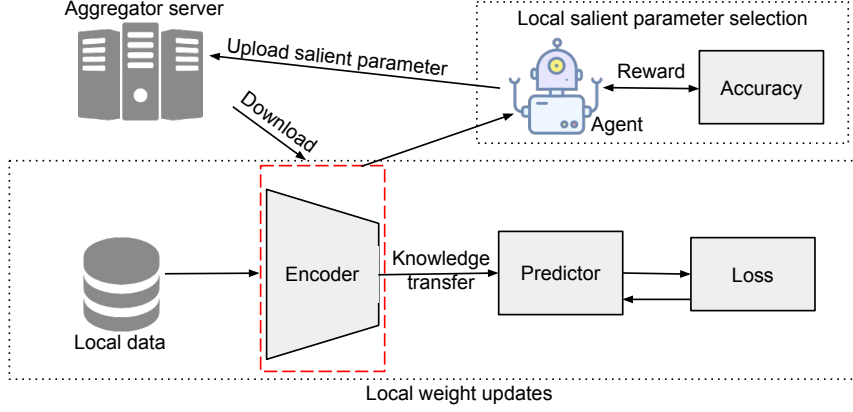 Aggregator server
Local salient parameter selection
Upload salient parameter
Reward
Accuracy
Agent
Download
Encoder
Knowledge
transfer
Predictor
Loss
Local data
Local weight updates